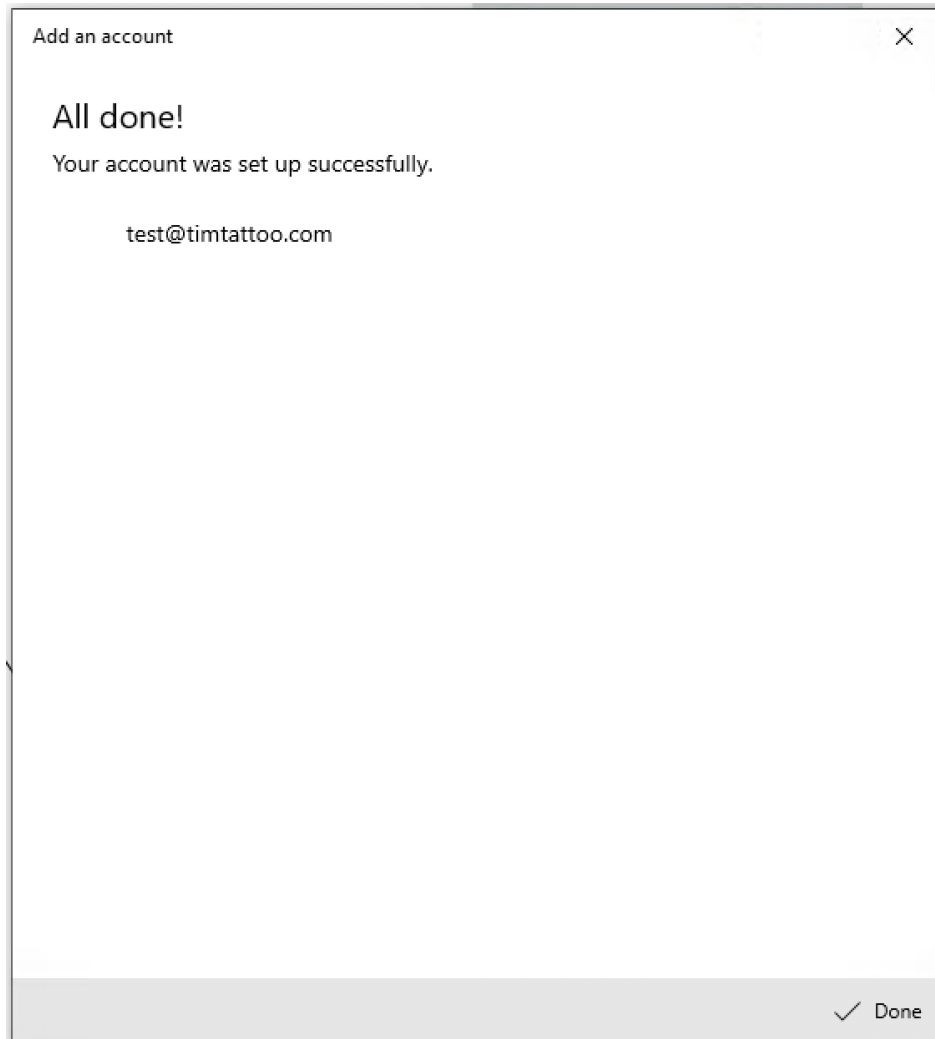 Add an account
All done!
Your account was set up successfully.
test@timtattoo.com
Done